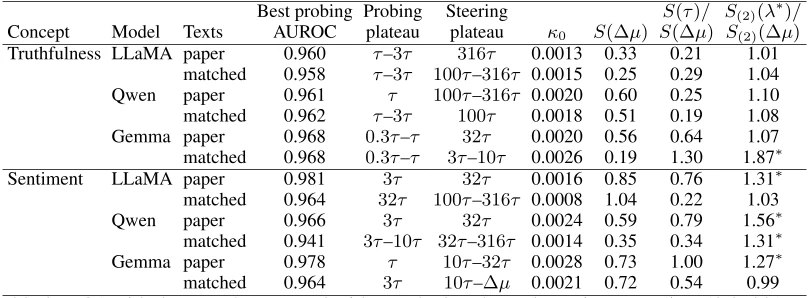 Best probing Probing Steering S(τ)/ S₍₂₎(λ*)/
Concept Model Texts AUROC plateau plateau κ₀ S(Δμ) S(Δμ) S₍₂₎(Δμ)
Truthfulness LLaMA paper 0.960 τ–3τ 316τ 0.0013 0.33 0.21 1.01
matched 0.958 τ–3τ 100τ–316τ 0.0015 0.25 0.29 1.04
Qwen paper 0.961 τ 100τ–316τ 0.0020 0.60 0.25 1.10
matched 0.962 τ–3τ 100τ 0.0018 0.51 0.19 1.08
Gemma paper 0.968 0.3τ–τ 32τ 0.0020 0.56 0.64 1.07
matched 0.968 0.3τ–τ 3τ–10τ 0.0026 0.19 1.30 1.87*
Sentiment LLaMA paper 0.981 3τ 32τ 0.0016 0.85 0.76 1.31*
matched 0.964 32τ 100τ–316τ 0.0008 1.04 0.22 1.03
Qwen paper 0.966 3τ 32τ 0.0024 0.59 0.79 1.56*
matched 0.941 3τ–10τ 32τ–316τ 0.0014 0.35 0.34 1.31*
Gemma paper 0.978 τ 10τ–32τ 0.0028 0.73 1.00 1.27*
matched 0.964 3τ 10τ–Δμ 0.0021 0.72 0.54 0.99